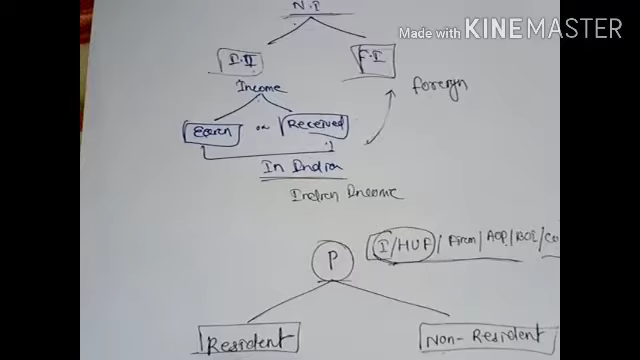 N.I
Made with KINEMASTER
I.I
F.I
Income
Foreign
Earn or Received
In India
Indian Income
P
I/HUF/Firm/AOP/BOI/Co
Resident
Non-Resident